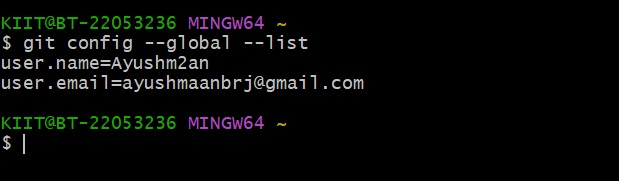 KIIT@BT-22053236 MINGW64 ~
$ git config --global --list
user.name=Ayushm2an
user.email=ayushmaanbrj@gmail.com
KIIT@BT-22053236 MINGW64 ~
$